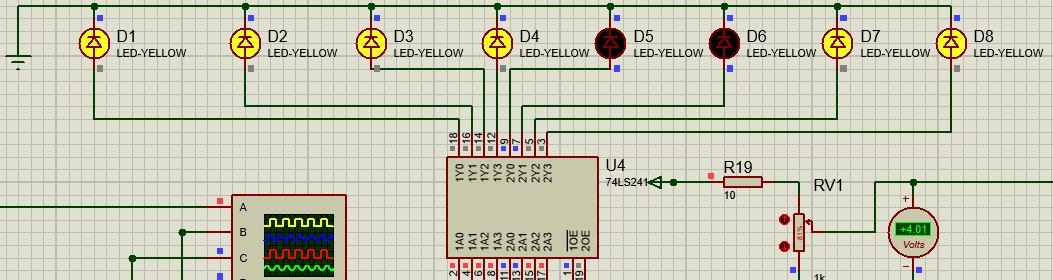 D1 D2 D3 D4 D5 D6 D7 D8
LED-YELLOW LED-YELLOW LED-YELLOW LED-YELLOW LED-YELLOW LED-YELLOW LED-YELLOW LED-YELLOW
18 16 14 12 9 7 5 3
1Y0 1Y1 1Y2 1Y3 2Y0 2Y1 2Y2 2Y3
U4
74LS241
R19
10
RV1
81%
1k
+
+4.01
Volts
A
B
C
1A0 1A1 1A2 1A3 2A0 2A1 2A2 2A3 1OE 2OE
2 4 6 8 11 13 15 17 1 19